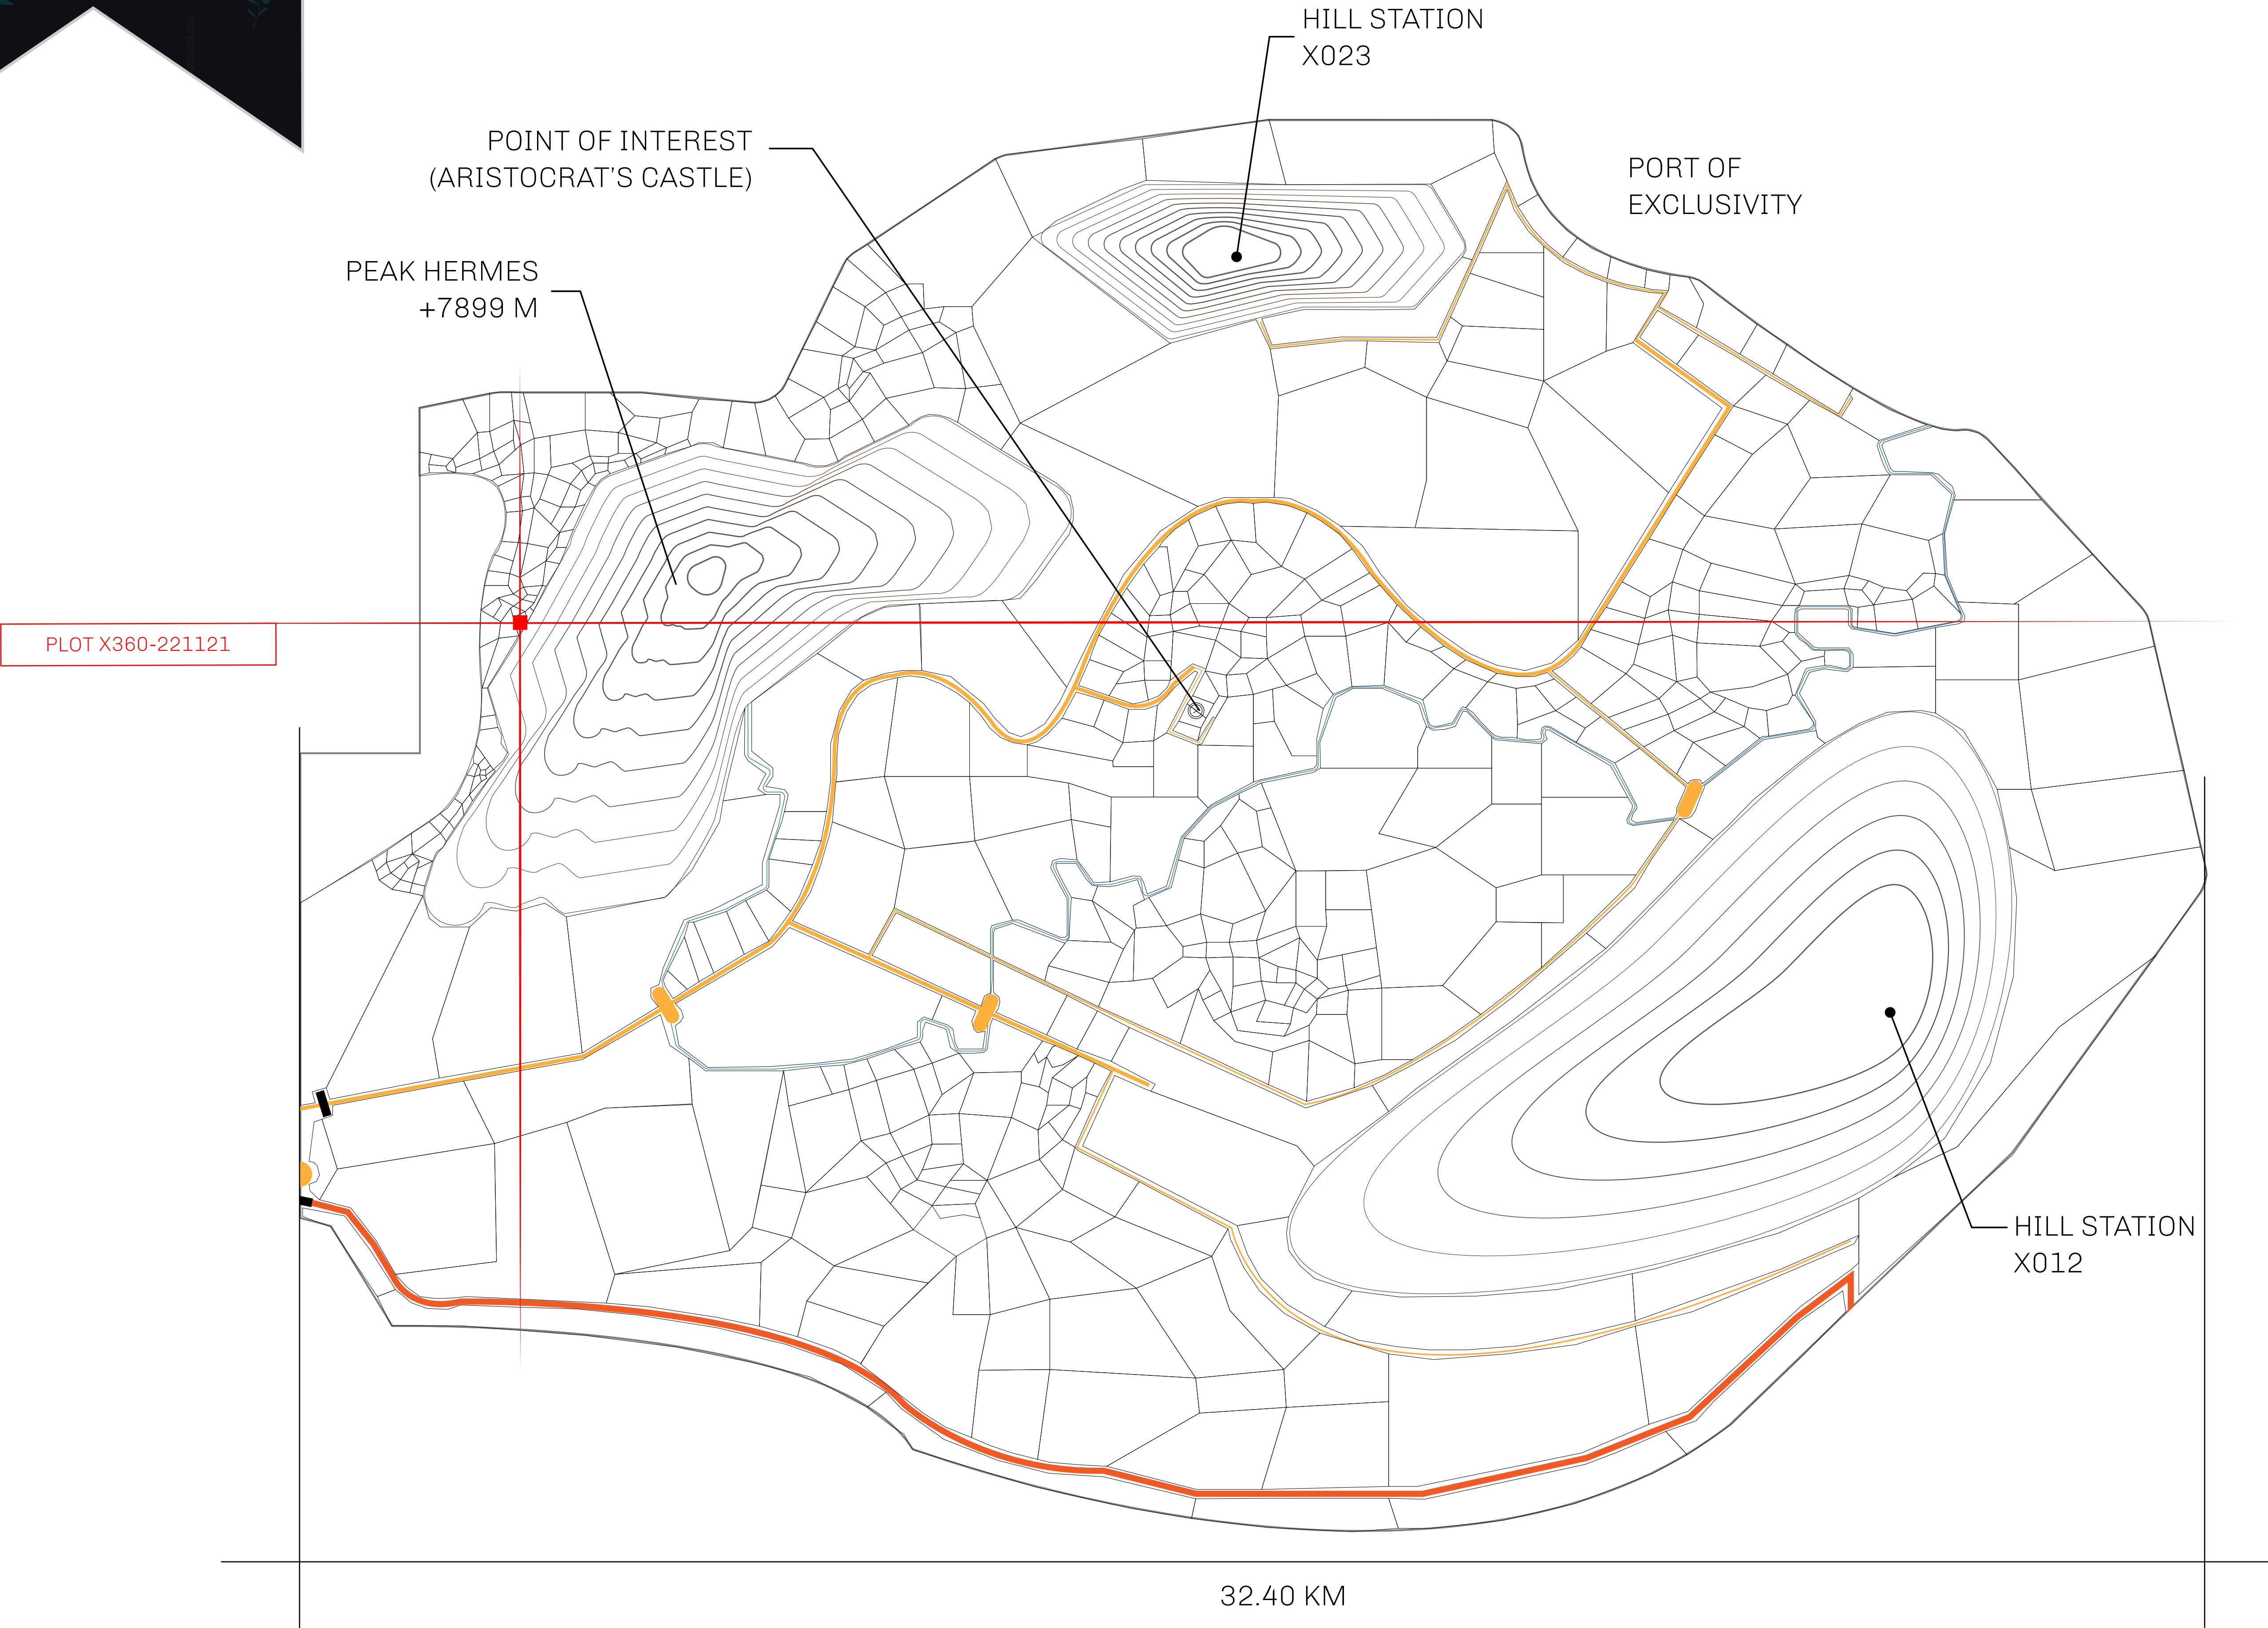 HILL STATION
X023
POINT OF INTEREST
(ARISTOCRAT'S CASTLE)
PORT OF
EXCLUSIVITY
PEAK HERMES
+7899 M
PLOT X360-221121
HILL STATION
X012
32.40 KM